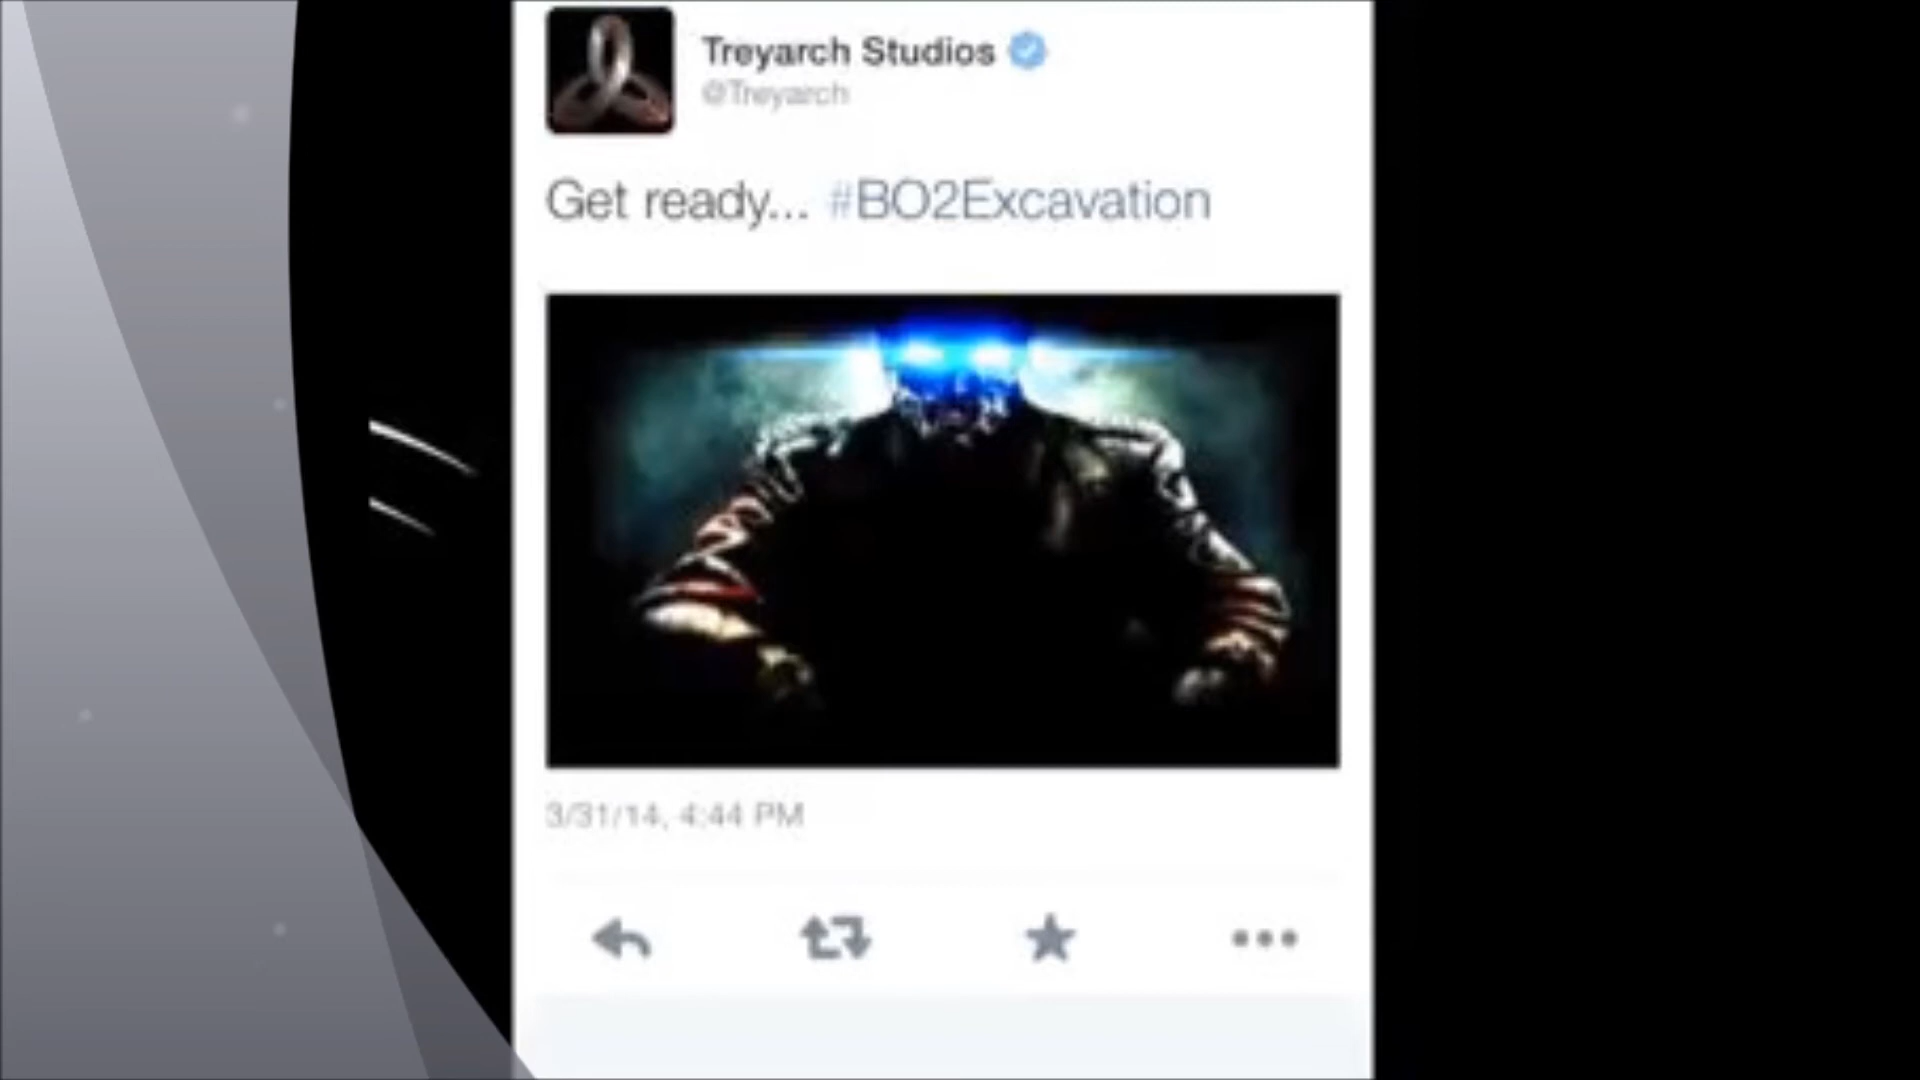 Treyarch Studios
@Treyarch
Get ready... #BO2Excavation
3/31/14, 4:44 PM